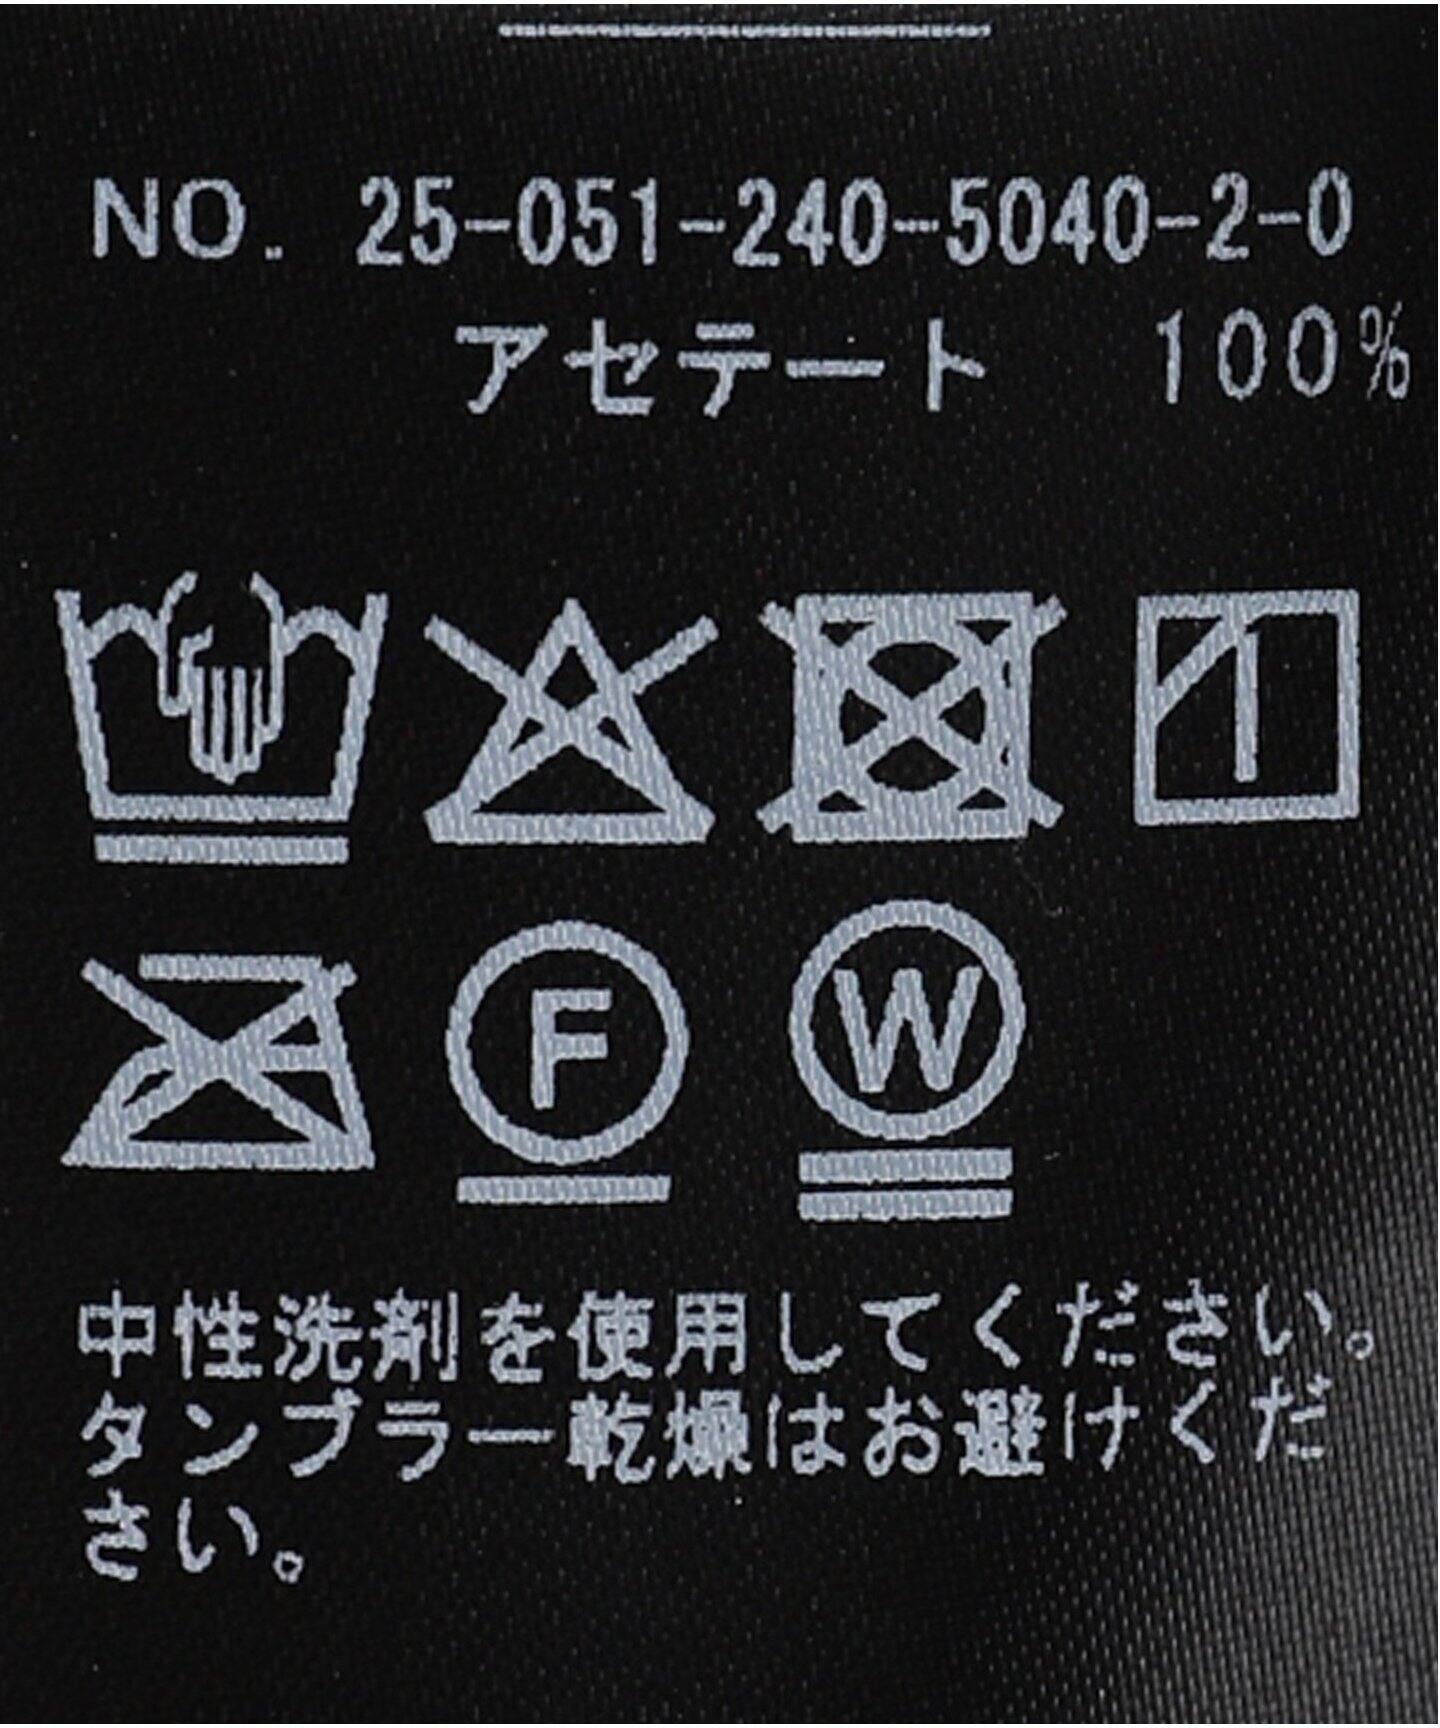 NO. 25-051-240-5040-2-0
アセテート 100%
F
W
中性洗剤を使用してください。
タンブラー乾燥はお避けくだ
さい。